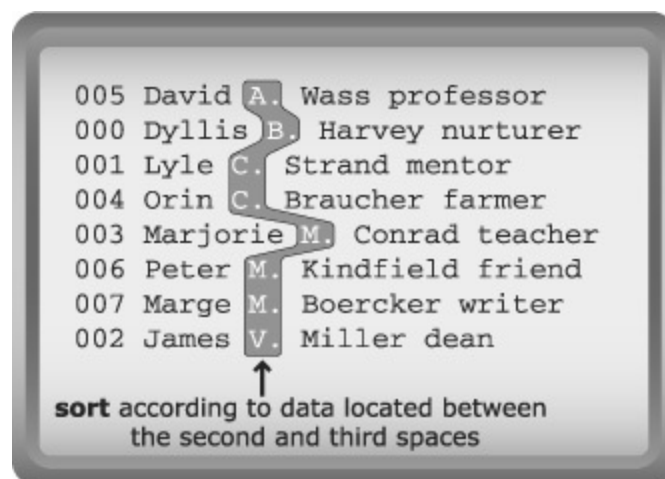 005 David A. Wass professor
000 Dyllis B. Harvey nurturer
001 Lyle C. Strand mentor
004 Orin C. Braucher farmer
003 Marjorie M. Conrad teacher
006 Peter M. Kindfield friend
007 Marge M. Boercker writer
002 James V. Miller dean
sort according to data located between
the second and third spaces